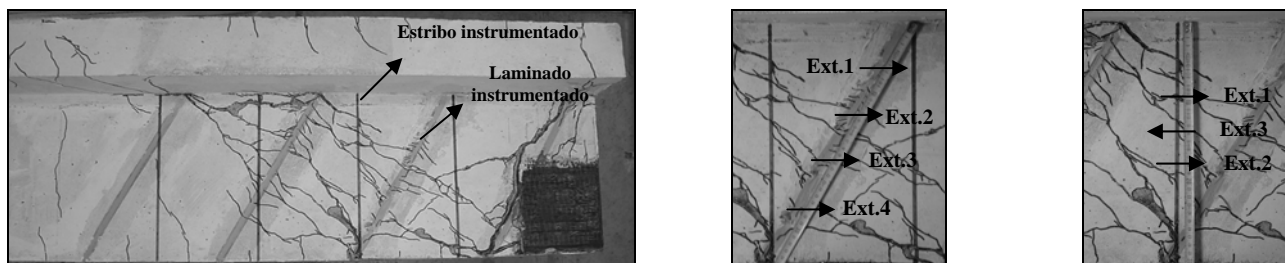 Estribo instrumentado
Laminado
instrumentado
Ext.1
Ext.2
Ext.3
Ext.4
Ext.1
Ext.3
Ext.2